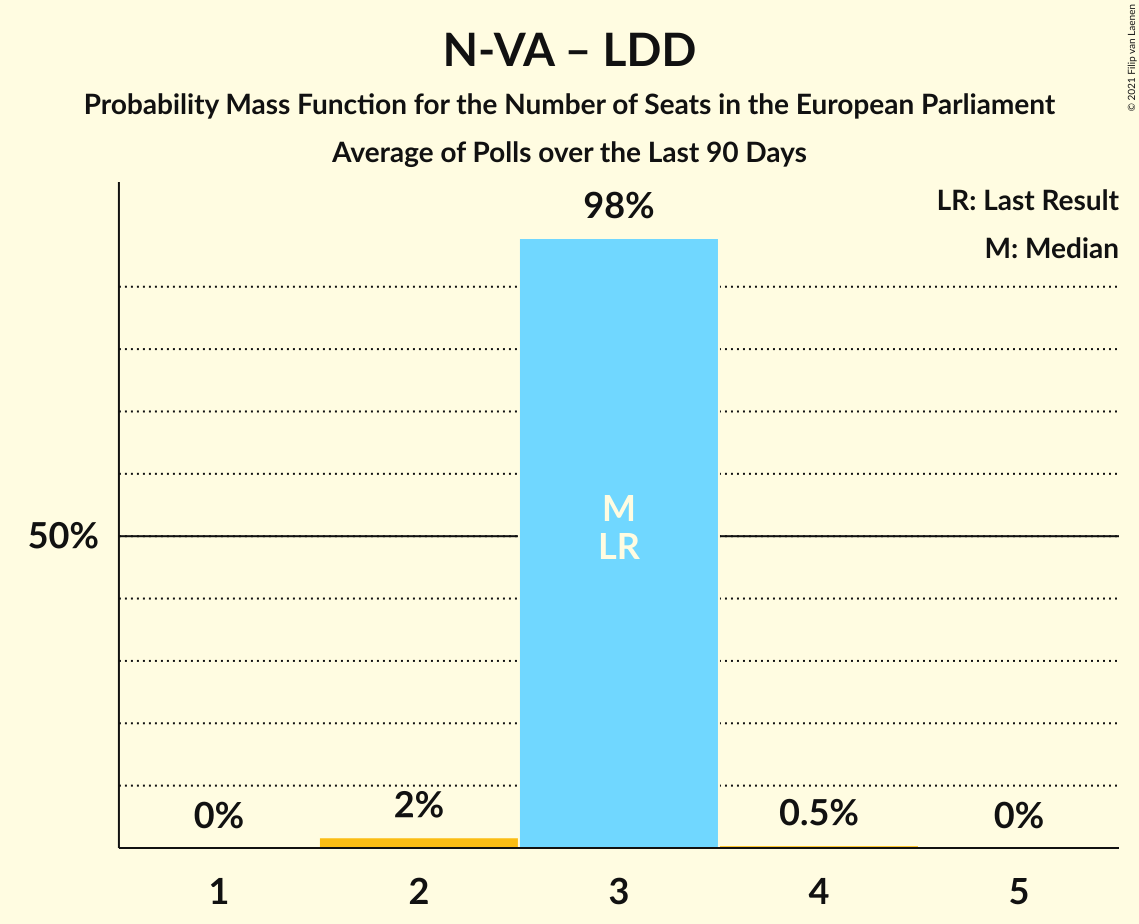 N-VA – LDD
Probability Mass Function for the Number of Seats in the European Parliament
Average of Polls over the Last 90 Days
© 2021 Filip van Laenen
LR: Last Result
M: Median
98%
M
LR
50%
0%
2%
0.5%
0%
1
2
3
4
5